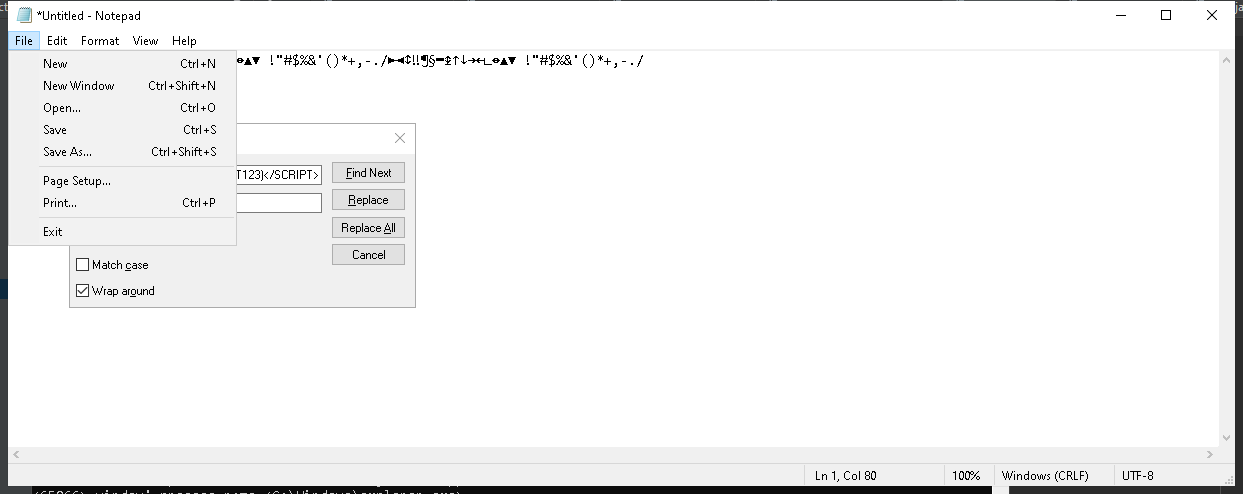 *Untitled - Notepad
File Edit Format View Help
▲▼ !"#$%&'()*+,-./►◄↕‼¶§▬↨↑↓→←∟↔▲▼ !"#$%&'()*+,-./
New Ctrl+N
New Window Ctrl+Shift+N
Open... Ctrl+O
Save Ctrl+S
Save As... Ctrl+Shift+S
Page Setup...
Print... Ctrl+P
Exit
T123)</SCRIPT>
Find Next
Replace
Replace All
Cancel
Match case
Wrap around
Ln 1, Col 80 100% Windows (CRLF) UTF-8